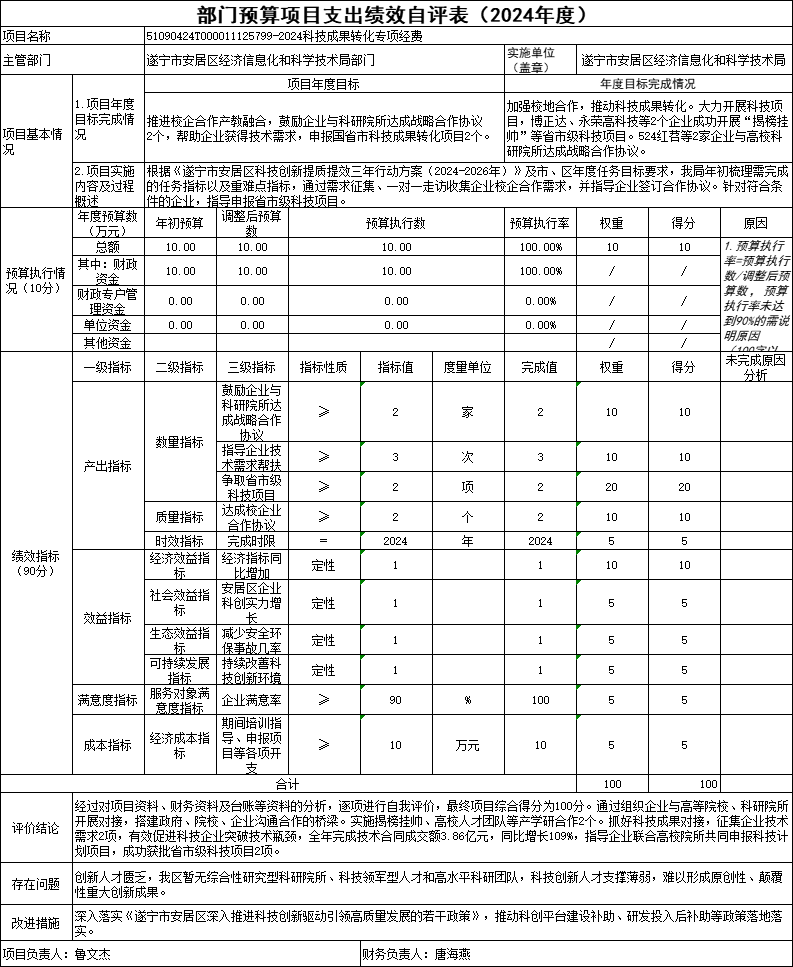 部门预算项目支出绩效自评表（2024年度）
项目名称 51090424T000011125799-2024科技成果转化专项经费
主管部门 遂宁市安居区经济信息化和科学技术局部门 实施单位（盖章） 遂宁市安居区经济信息化和科学技术局
项目基本情况
1.项目年度目标完成情况
项目年度目标 年度目标完成情况
推进校企合作产教融合，鼓励企业与科研院所达成战略合作协议
2个，帮助企业获得技术需求，申报国省市科技成果转化项目2个。
加强校地合作，推动科技成果转化。大力开展科技项
目，博正达、永荣高科技等2个企业成功开展“揭榜挂
帅”等省市级科技项目。524红苕等2家企业与高校科
研院所达成战略合作协议。
2.项目实施内容及过程概述
根据《遂宁市安居区科技创新提质提效三年行动方案（2024-2026年）》及市、区年度任务目标要求，我局年初梳理需完成
的任务指标以及重难点指标，通过需求征集、一对一走访收集企业校企合作需求，并指导企业签订合作协议。针对符合条
件的企业，指导申报省市级科技项目。
预算执行情况（10分）
年度预算数（万元） 年初预算 调整后预算数 预算执行数 预算执行率 权重 得分 原因
总额 10.00 10.00 10.00 100.00% 10 10
其中：财政资金 10.00 10.00 10.00 100.00% / /
财政专户管理资金 0.00 0.00 0.00 0.00% / /
单位资金 0.00 0.00 0.00 0.00% / /
其他资金 / /
1.预算执行
率=预算执行
数/调整后预
算数，预算
执行率未达
到90%的需说
明原因
绩效指标（90分）
一级指标 二级指标 三级指标 指标性质 指标值 度量单位 完成值 权重 得分 未完成原因分析
产出指标 数量指标 鼓励企业与科研院所达成战略合作协议 ≥ 2 家 2 10 10
指导企业技术需求帮扶 ≥ 3 次 3 10 10
争取省市级科技项目 ≥ 2 项 2 20 20
质量指标 达成校企业合作协议 ≥ 2 个 2 10 10
时效指标 完成时限 = 2024 年 2024 5 5
效益指标 经济效益指标 经济指标同比增加 定性 1 1 10 10
社会效益指标 安居区企业科创实力增长 定性 1 1 5 5
生态效益指标 减少安全环保事故几率 定性 1 1 5 5
可持续发展指标 持续改善科技创新环境 定性 1 1 5 5
满意度指标 服务对象满意度指标 企业满意率 ≥ 90 % 100 5 5
成本指标 经济成本指标 期间培训指导、申报项目等各项开支 ≥ 10 万元 10 5 5
合计 100 100
评价结论
经过对项目资料、财务资料及台账等资料的分析，逐项进行自我评价，最终项目综合得分为100分。通过组织企业与高等院校、科研院所
开展对接，搭建政府、院校、企业沟通合作的桥梁。实施揭榜挂帅、高校人才团队等产学研合作2个。抓好科技成果对接，征集企业技术
需求2项，有效促进科技企业突破技术瓶颈，全年完成技术合同成交额3.86亿元，同比增长109%，指导企业联合高校院所共同申报科技计
划项目，成功获批省市级科技项目2项。
存在问题
创新人才匮乏，我区暂无综合性研究型科研院所、科技领军型人才和高水平科研团队，科技创新人才支撑薄弱，难以形成原创性、颠覆
性重大创新成果。
改进措施
深入落实《遂宁市安居区深入推进科技创新驱动引领高质量发展的若干政策》，推动科创平台建设补助、研发投入后补助等政策落地落
实。
项目负责人：鲁文杰 财务负责人：唐海燕